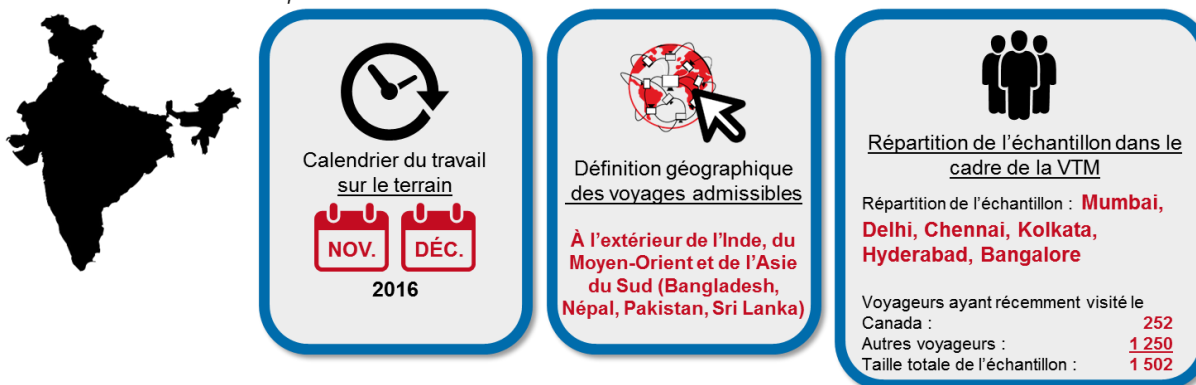 Calendrier du travail
sur le terrain
NOV. DÉC.
2016
Définition géographique
des voyages admissibles
À l'extérieur de l'Inde, du
Moyen-Orient et de l'Asie
du Sud (Bangladesh,
Népal, Pakistan, Sri Lanka)
Répartition de l'échantillon dans le
cadre de la VTM
Répartition de l'échantillon : Mumbai,
Delhi, Chennai, Kolkata,
Hyderabad, Bangalore
Voyageurs ayant récemment visité le
Canada : 252
Autres voyageurs : 1 250
Taille totale de l'échantillon : 1 502